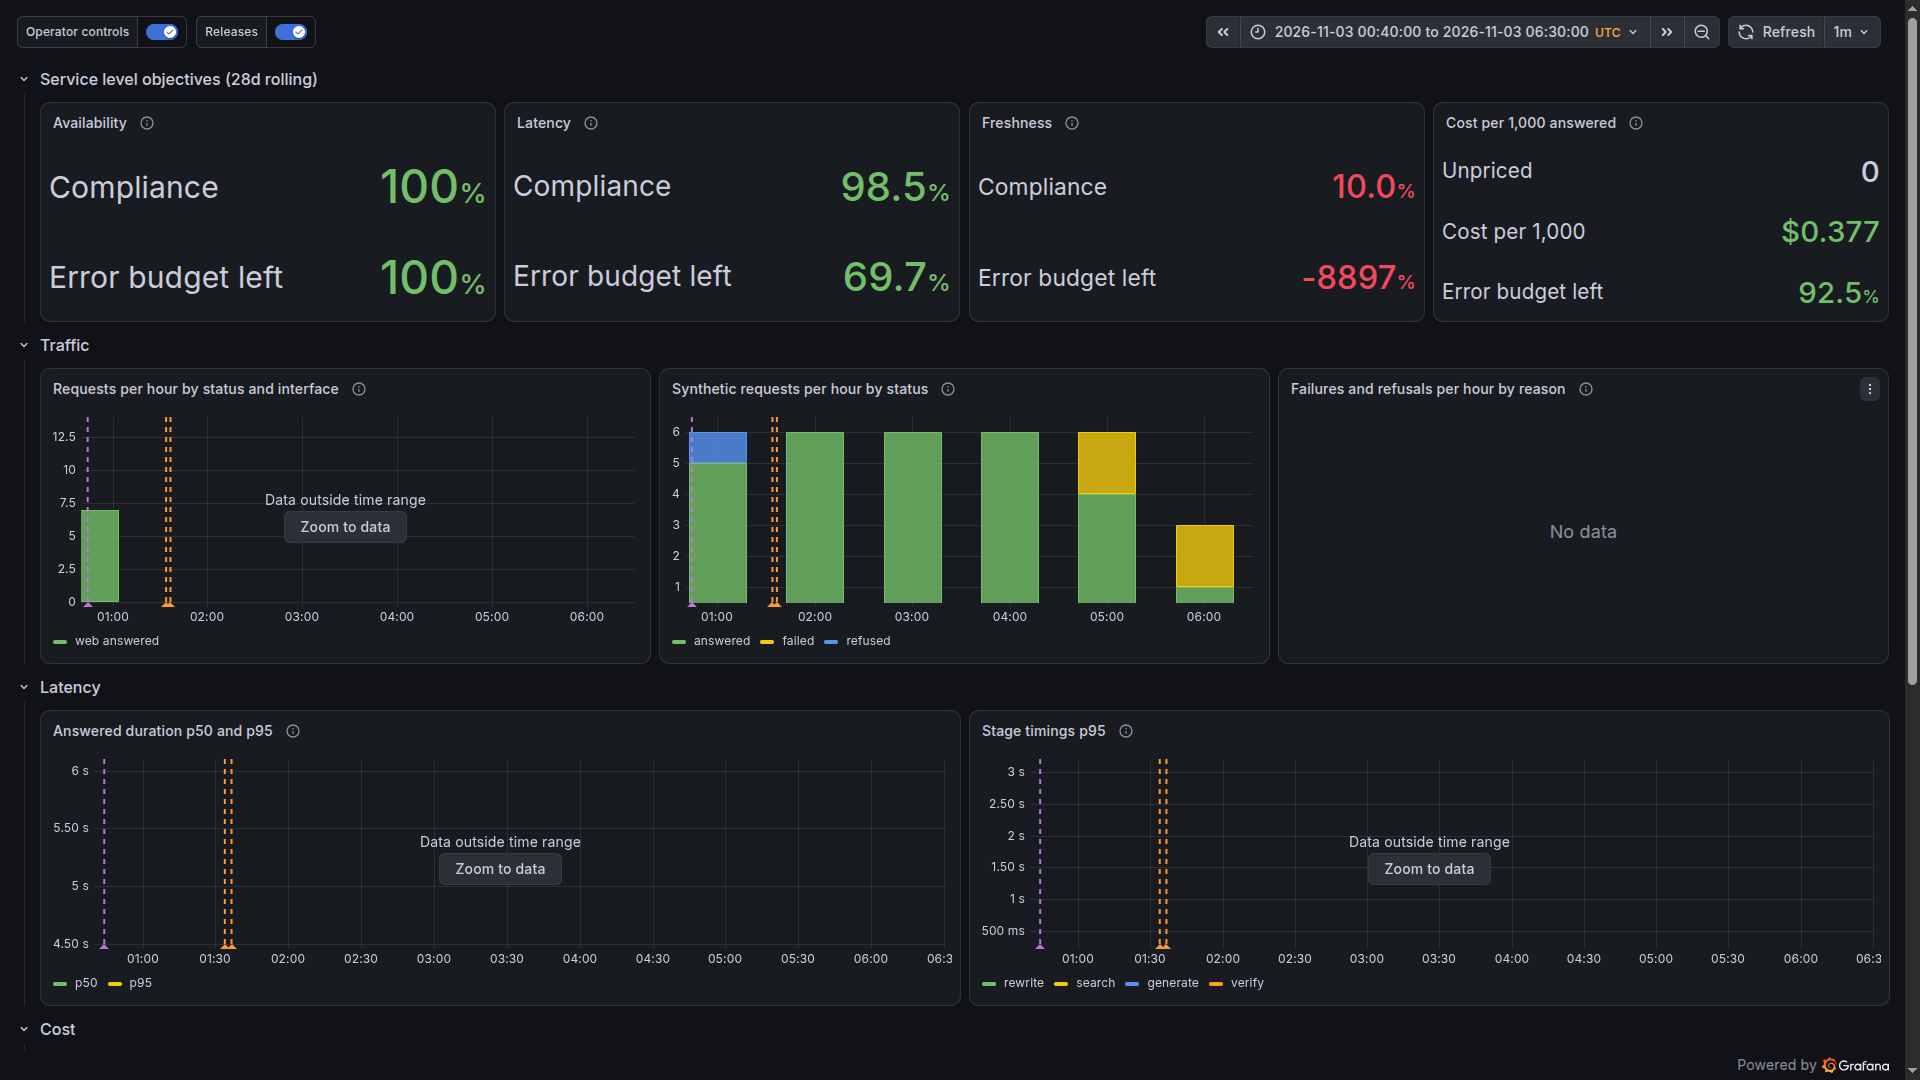 Operator controls
Releases
2026-11-03 00:40:00 to 2026-11-03 06:30:00 UTC
Refresh
1m
Service level objectives (28d rolling)
Availability
Compliance 100%
Error budget left 100%
Latency
Compliance 98.5%
Error budget left 69.7%
Freshness
Compliance 10.0%
Error budget left -8897%
Cost per 1,000 answered
Unpriced 0
Cost per 1,000 $0.377
Error budget left 92.5%
Traffic
Requests per hour by status and interface
12.5
10
7.5
5
2.5
0
Data outside time range
Zoom to data
01:00 02:00 03:00 04:00 05:00 06:00
web answered
Synthetic requests per hour by status
6
5
4
3
2
1
01:00 02:00 03:00 04:00 05:00 06:00
answered failed refused
Failures and refusals per hour by reason
No data
Latency
Answered duration p50 and p95
6 s
5.50 s
5 s
4.50 s
Data outside time range
Zoom to data
01:00 01:30 02:00 02:30 03:00 03:30 04:00 04:30 05:00 05:30 06:00 06:3
p50 p95
Stage timings p95
3 s
2.50 s
2 s
1.50 s
1 s
500 ms
Data outside time range
Zoom to data
01:00 01:30 02:00 02:30 03:00 03:30 04:00 04:30 05:00 05:30 06:00 06:3
rewrite search generate verify
Cost
Powered by Grafana